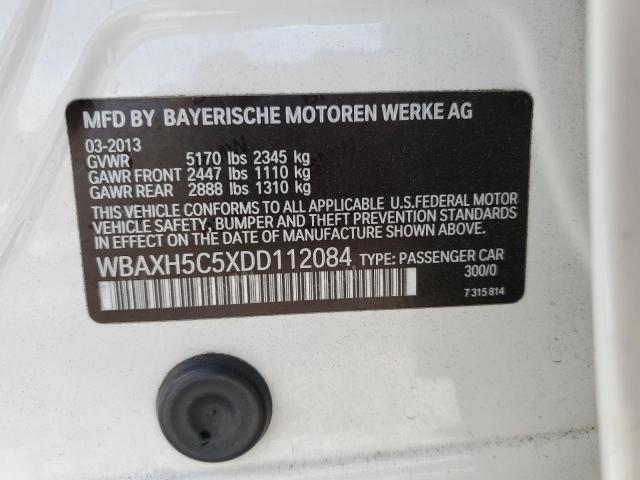 MFD BY BAYERISCHE MOTOREN WERKE AG
03-2013
GVWR 5170 lbs 2345 kg
GAWR FRONT 2447 lbs 1110 kg
GAWR REAR 2888 lbs 1310 kg
THIS VEHICLE CONFORMS TO ALL APPLICABLE U.S.FEDERAL MOTOR
VEHICLE SAFETY, BUMPER AND THEFT PREVENTION STANDARDS
IN EFFECT ON THE DATE OF MANUFACTURE SHOWN ABOVE.
WBAXH5C5XDD112084 TYPE: PASSENGER CAR
300/0
7 315 814